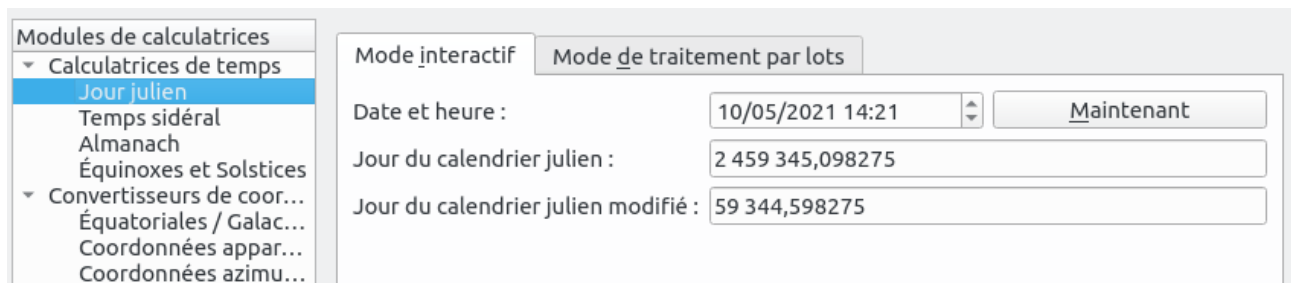 Modules de calculatrices
Calculatrices de temps
Jour julien
Temps sidéral
Almanach
Équinoxes et Solstices
Convertisseurs de coor...
Équatoriales / Galac...
Coordonnées appar...
Coordonnées azimu...
Mode interactif
Mode de traitement par lots
Date et heure :
10/05/2021 14:21
Maintenant
Jour du calendrier julien :
2 459 345,098275
Jour du calendrier julien modifié :
59 344,598275